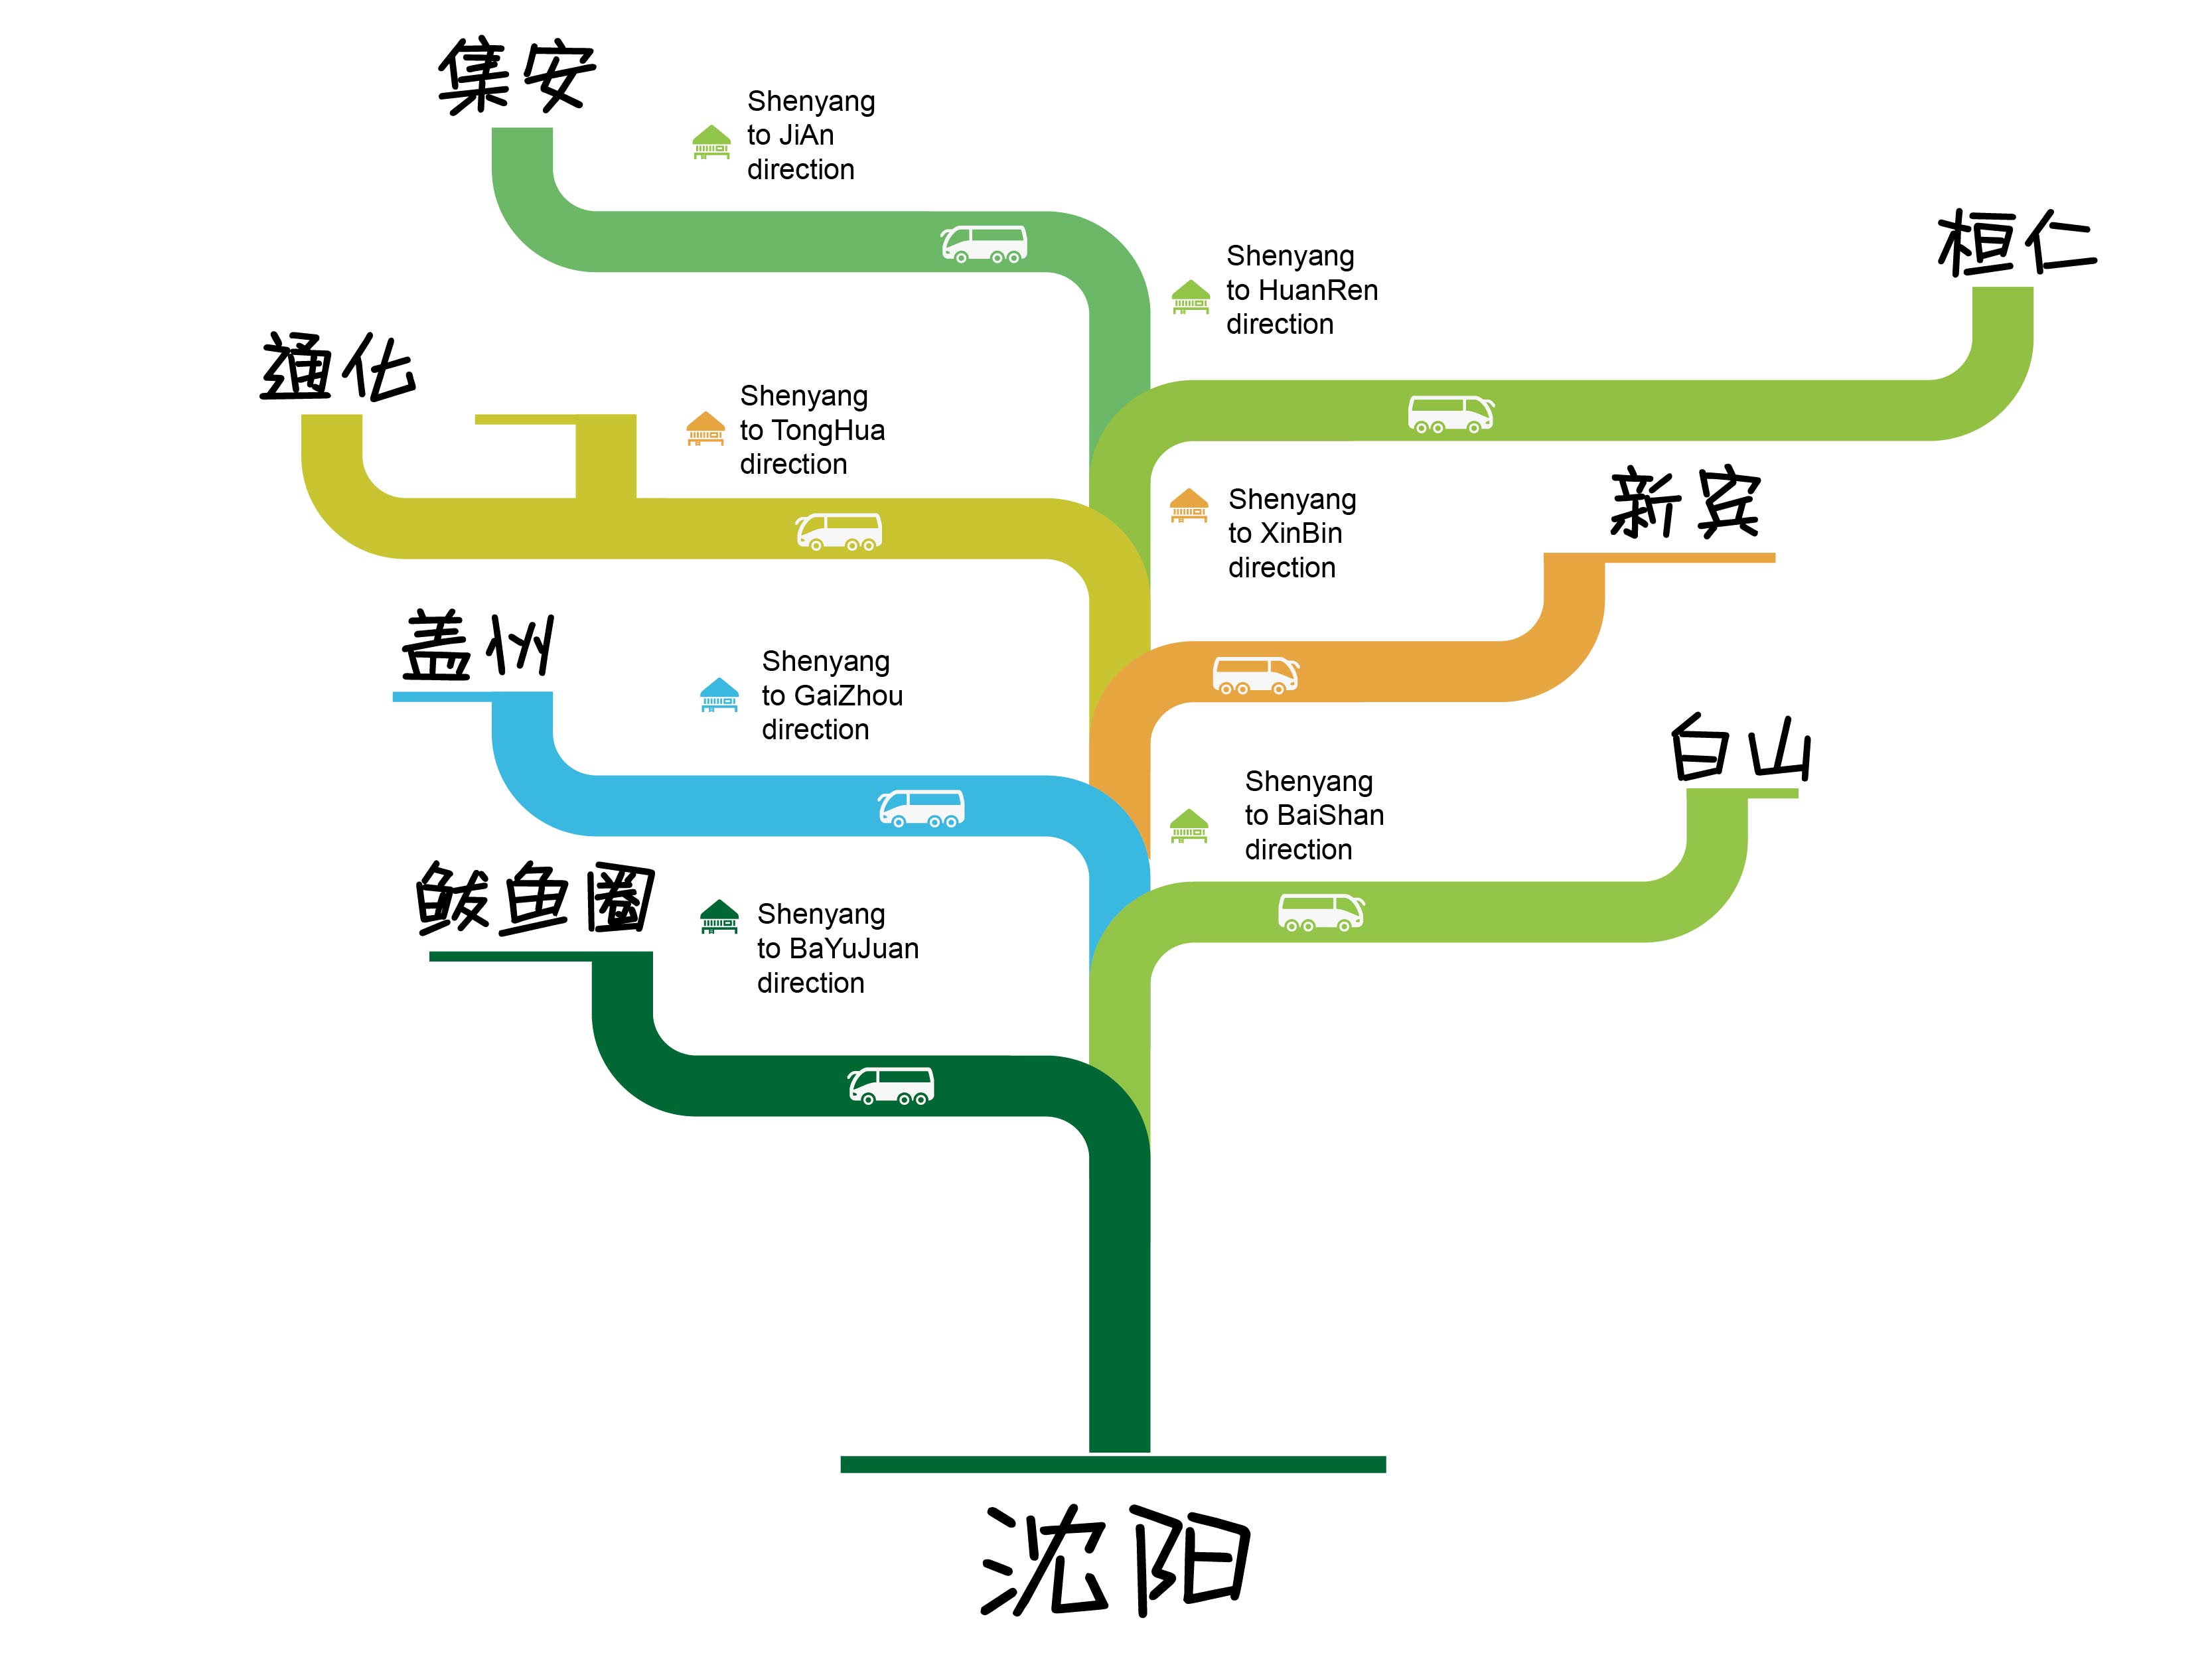 集安
Shenyang
to JiAn
direction
桓仁
Shenyang
to HuanRen
direction
通化
Shenyang
to TongHua
direction
新宾
Shenyang
to XinBin
direction
盖州
Shenyang
to GaiZhou
direction
白山
Shenyang
to BaiShan
direction
鲅鱼圈
Shenyang
to BaYuJuan
direction
沈阳